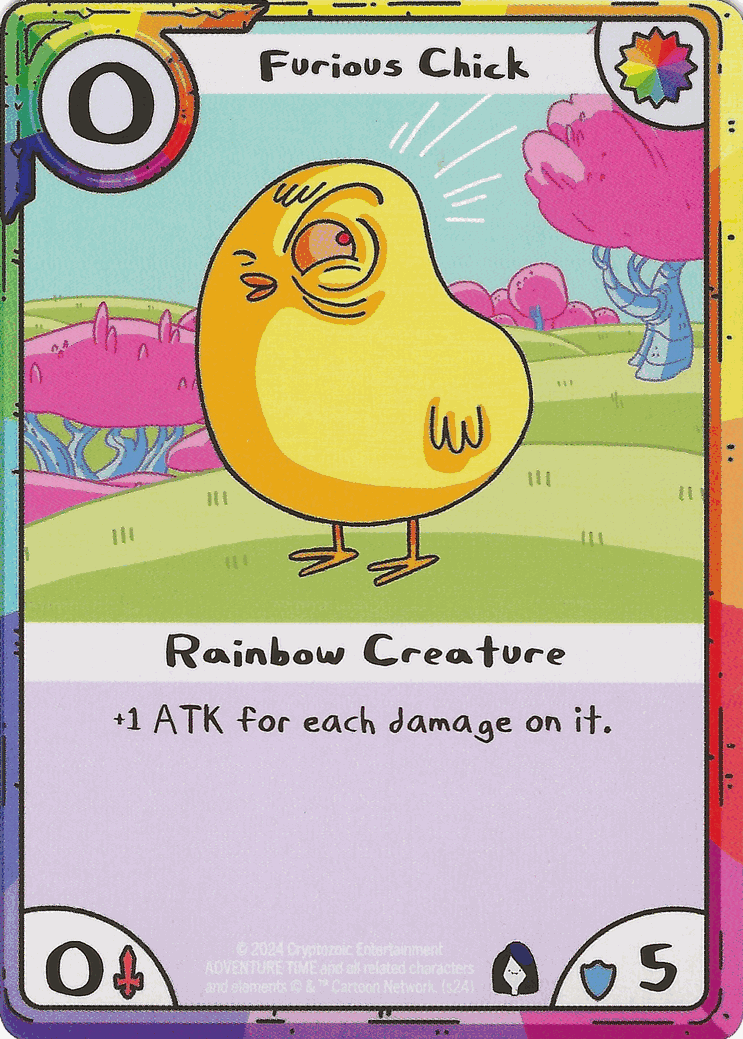 0
Furious Chick
Rainbow Creature
+1 ATK for each damage on it.
0
© 2024 Cryptozoic Entertainment
ADVENTURE TIME and all related characters
and elements © & ™ Cartoon Network. (s24)
5